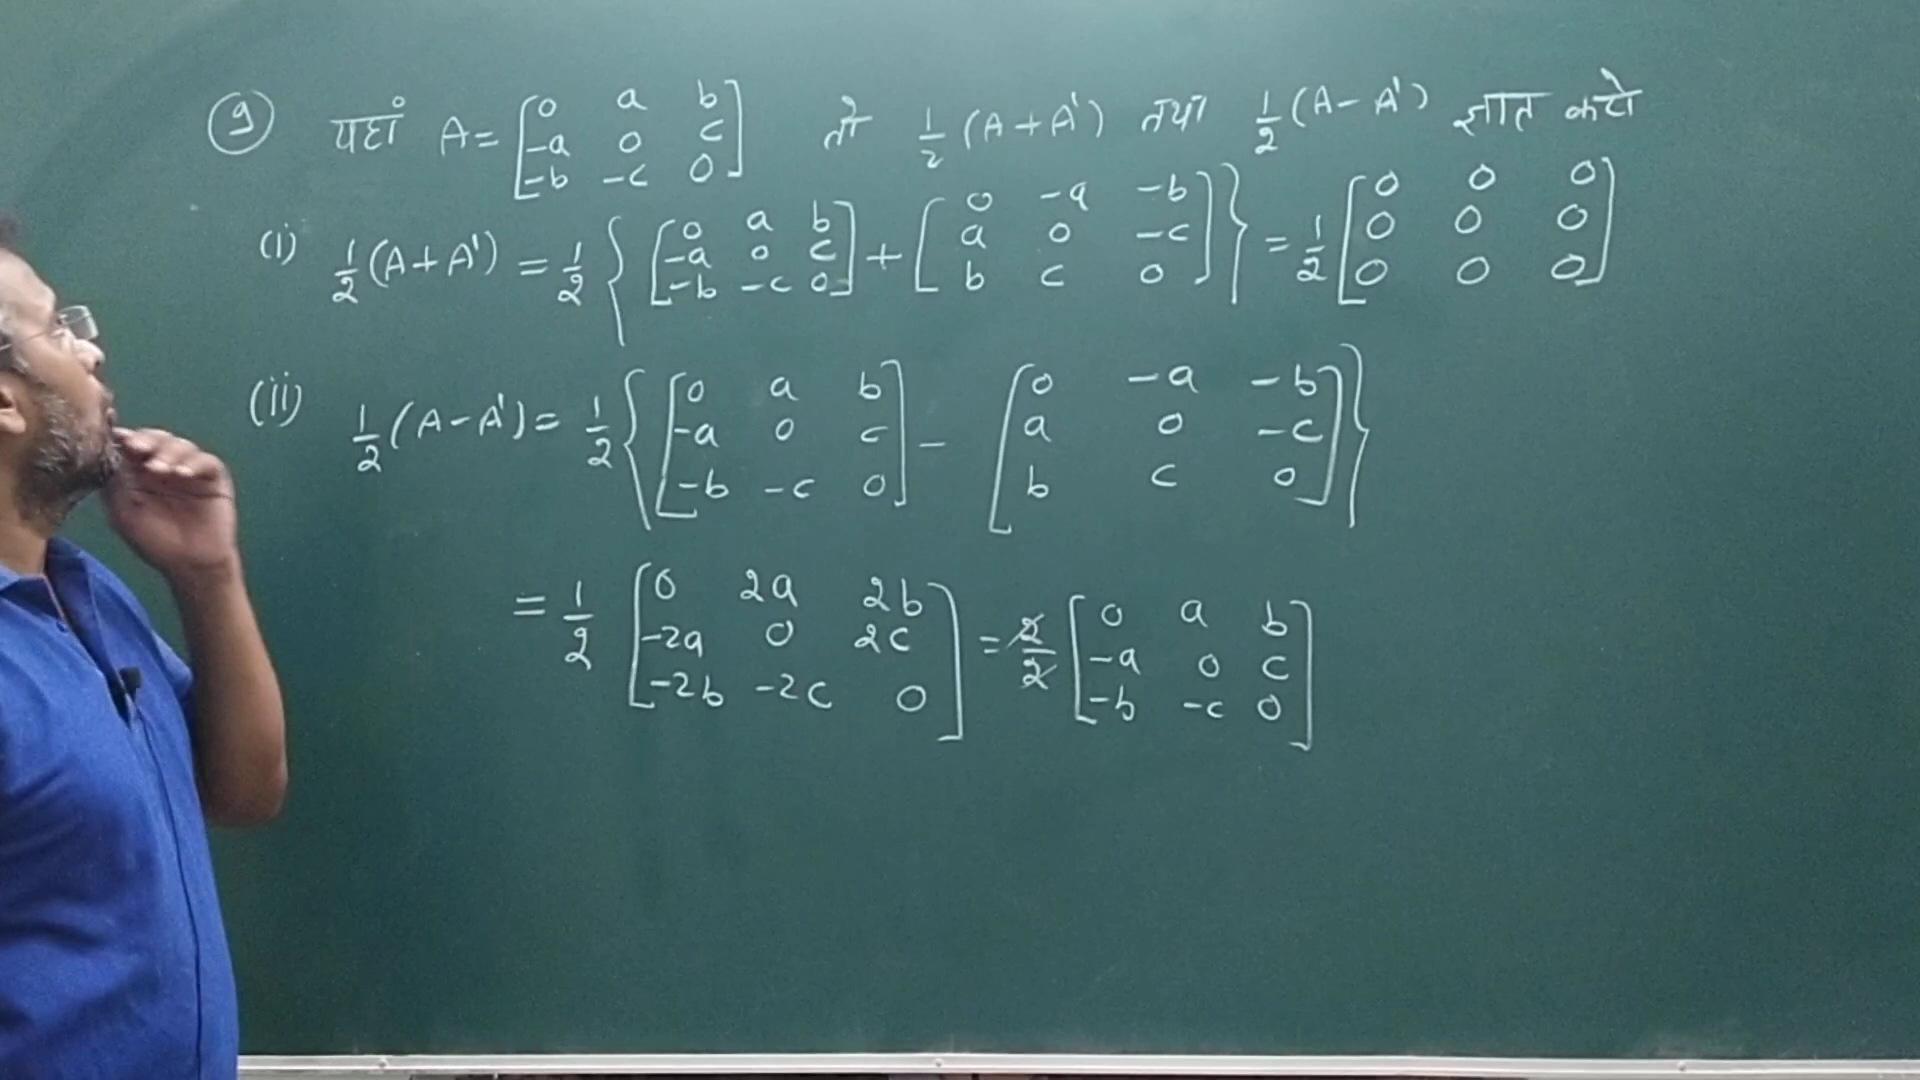 9 यहां A = [0 a b; -a 0 c; -b -c 0] तो 1/2 (A + A') तथा 1/2 (A - A') ज्ञात करो
(i) 1/2 (A + A') = 1/2 { [0 a b; -a 0 c; -b -c 0] + [0 -a -b; a 0 -c; b c 0] } = 1/2 [0 0 0; 0 0 0; 0 0 0]
(ii) 1/2 (A - A') = 1/2 { [0 a b; -a 0 c; -b -c 0] - [0 -a -b; a 0 -c; b c 0] }
= 1/2 [0 2a 2b; -2a 0 2c; -2b -2c 0] = 2/2 [0 a b; -a 0 c; -b -c 0]